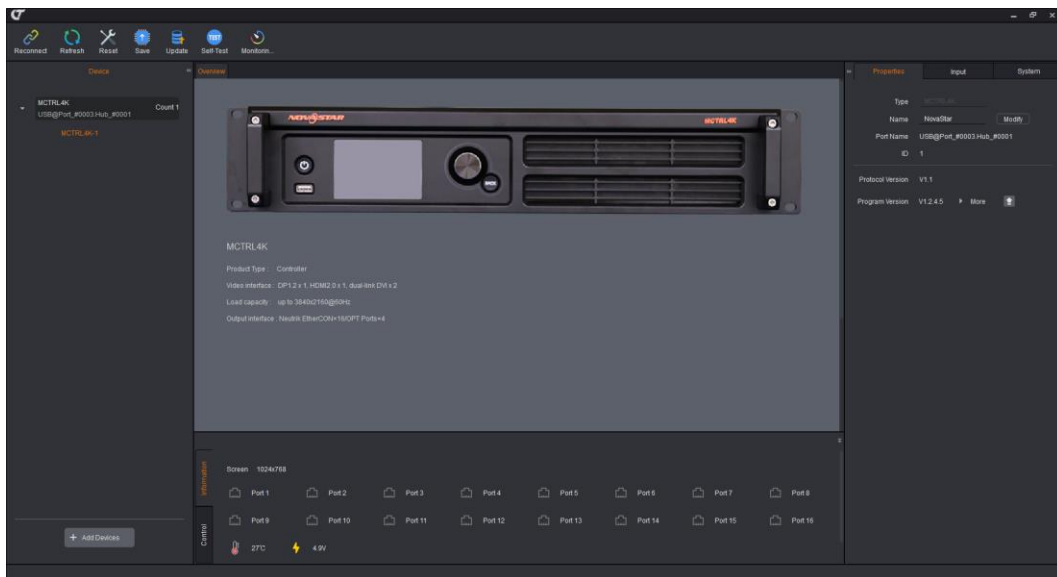 Reconnect Refresh Reset Save Update Self-Test Monitorin...
Device
Overview
Properties Input System
MCTRL4K
USB@Port_#0003.Hub_#0001
Count 1
MCTRL4K-1
NOVASTAR
MCTRL4K
BACK
Type MCTRL4K
Name NovaStar Modify
Port Name USB@Port_#0003.Hub_#0001
ID 1
Protocol Version V1.1
Program Version V1.2.4.5 More
MCTRL4K
Product Type : Controller
Video interface : DP1.2 x 1, HDMI2.0 x 1, dual-link DVI x 2
Load capacity : up to 3840x2160@60Hz
Output interface : Neutrik EtherCON×16/OPT Ports×4
Information
Control
Screen 1024x768
Port 1 Port 2 Port 3 Port 4 Port 5 Port 6 Port 7 Port 8
Port 9 Port 10 Port 11 Port 12 Port 13 Port 14 Port 15 Port 16
27°C 4.9V
+ Add Devices